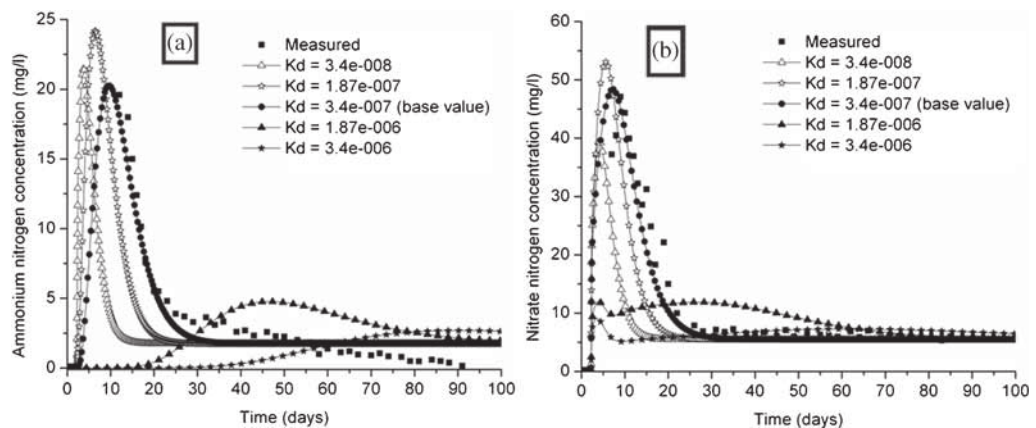 (a)
Measured
Kd = 3.4e-008
Kd = 1.87e-007
Kd = 3.4e-007 (base value)
Kd = 1.87e-006
Kd = 3.4e-006
Ammonium nitrogen concentration (mg/l)
25
20
15
10
5
0
0 10 20 30 40 50 60 70 80 90 100
Time (days)
(b)
Measured
Kd = 3.4e-008
Kd = 1.87e-007
Kd = 3.4e-007 (base value)
Kd = 1.87e-006
Kd = 3.4e-006
Nitrate nitrogen concentration (mg/l)
60
50
40
30
20
10
0
0 10 20 30 40 50 60 70 80 90 100
Time (days)